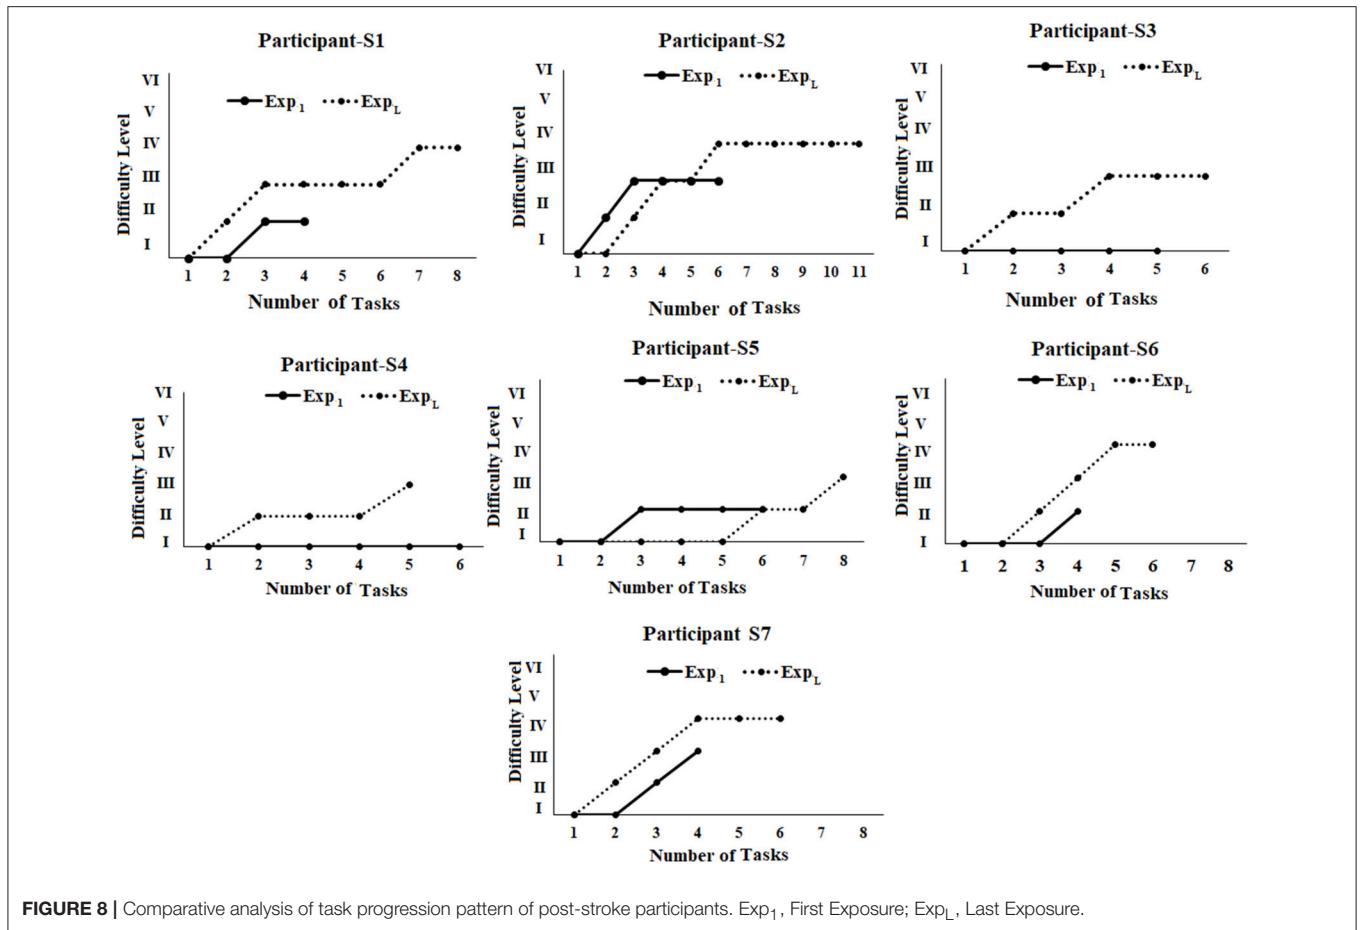 Participant-S1
Exp1 ExpL
Difficulty Level
VI
V
IV
III
II
I
1 2 3 4 5 6 7 8
Number of Tasks
Participant-S2
Exp1 ExpL
Difficulty Level
VI
V
IV
III
II
I
1 2 3 4 5 6 7 8 9 10 11
Number of Tasks
Participant-S3
Exp1 ExpL
Difficulty Level
VI
V
IV
III
II
I
1 2 3 4 5 6
Number of Tasks
Participant-S4
Exp1 ExpL
Difficulty Level
VI
V
IV
III
II
I
1 2 3 4 5 6
Number of Tasks
Participant-S5
Exp1 ExpL
Difficulty Level
VI
V
IV
III
II
I
1 2 3 4 5 6 7 8
Number of Tasks
Participant-S6
Exp1 ExpL
Difficulty Level
VI
V
IV
III
II
I
1 2 3 4 5 6 7 8
Number of Tasks
Participant S7
Exp1 ExpL
Difficulty Level
VI
V
IV
III
II
I
1 2 3 4 5 6 7 8
Number of Tasks
FIGURE 8 | Comparative analysis of task progression pattern of post-stroke participants. Exp1, First Exposure; ExpL, Last Exposure.